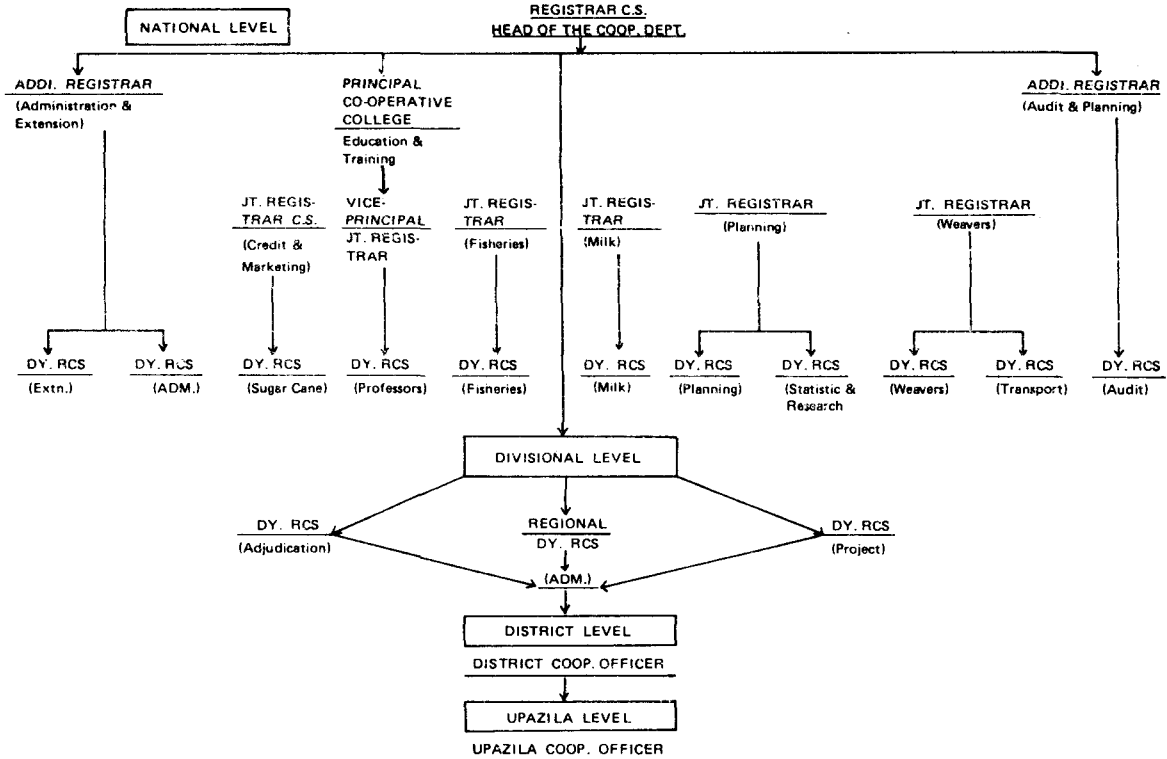 REGISTRAR C.S.
HEAD OF THE COOP. DEPT.
NATIONAL LEVEL
ADDI. REGISTRAR
(Administration &
Extension)
PRINCIPAL
CO-OPERATIVE
COLLEGE
Education &
Training
ADDI. REGISTRAR
(Audit & Planning)
JT. REGIS-
TRAR C.S.
(Credit &
Marketing)
VICE-
PRINCIPAL
JT. REGIS-
TRAR
JT. REGIS-
TRAR
(Fisheries)
JT. REGIS-
TRAR
(Milk)
JT. REGISTRAR
(Planning)
JT. REGISTRAR
(Weavers)
DY. RCS
(Extn.)
DY. RCS
(ADM.)
DY. RCS
(Sugar Cane)
DY. RCS
(Professors)
DY. RCS
(Fisheries)
DY. RCS
(Milk)
DY. RCS
(Planning)
DY. RCS
(Statistic &
Research
DY. RCS
(Weavers)
DY. RCS
(Transport)
DY. RCS
(Audit)
DIVISIONAL LEVEL
DY. RCS
(Adjudication)
REGIONAL
DY. RCS
(ADM.)
DY. RCS
(Project)
DISTRICT LEVEL
DISTRICT COOP. OFFICER
UPAZILA LEVEL
UPAZILA COOP. OFFICER